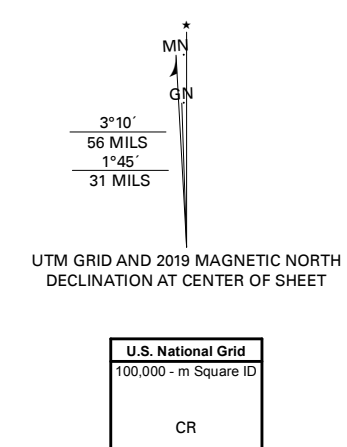 MN
GN
3°10´
56 MILS
1°45´
31 MILS
UTM GRID AND 2019 MAGNETIC NORTH
DECLINATION AT CENTER OF SHEET
U.S. National Grid
100,000 - m Square ID
CR